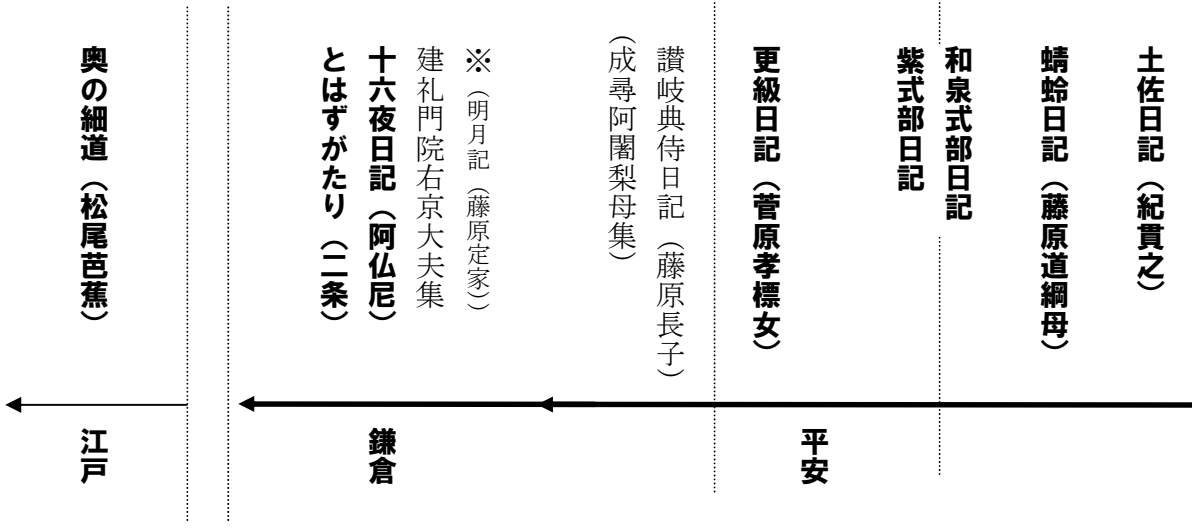 土佐日記（紀貫之）
蜻蛉日記（藤原道綱母）
和泉式部日記
紫式部日記
更級日記（菅原孝標女）
讃岐典侍日記（藤原長子）
（成尋阿闍梨母集）
※（明月記（藤原定家））
建礼門院右京大夫集
十六夜日記（阿仏尼）
とはずがたり（二条）
奥の細道（松尾芭蕉）
平安
鎌倉
江戸